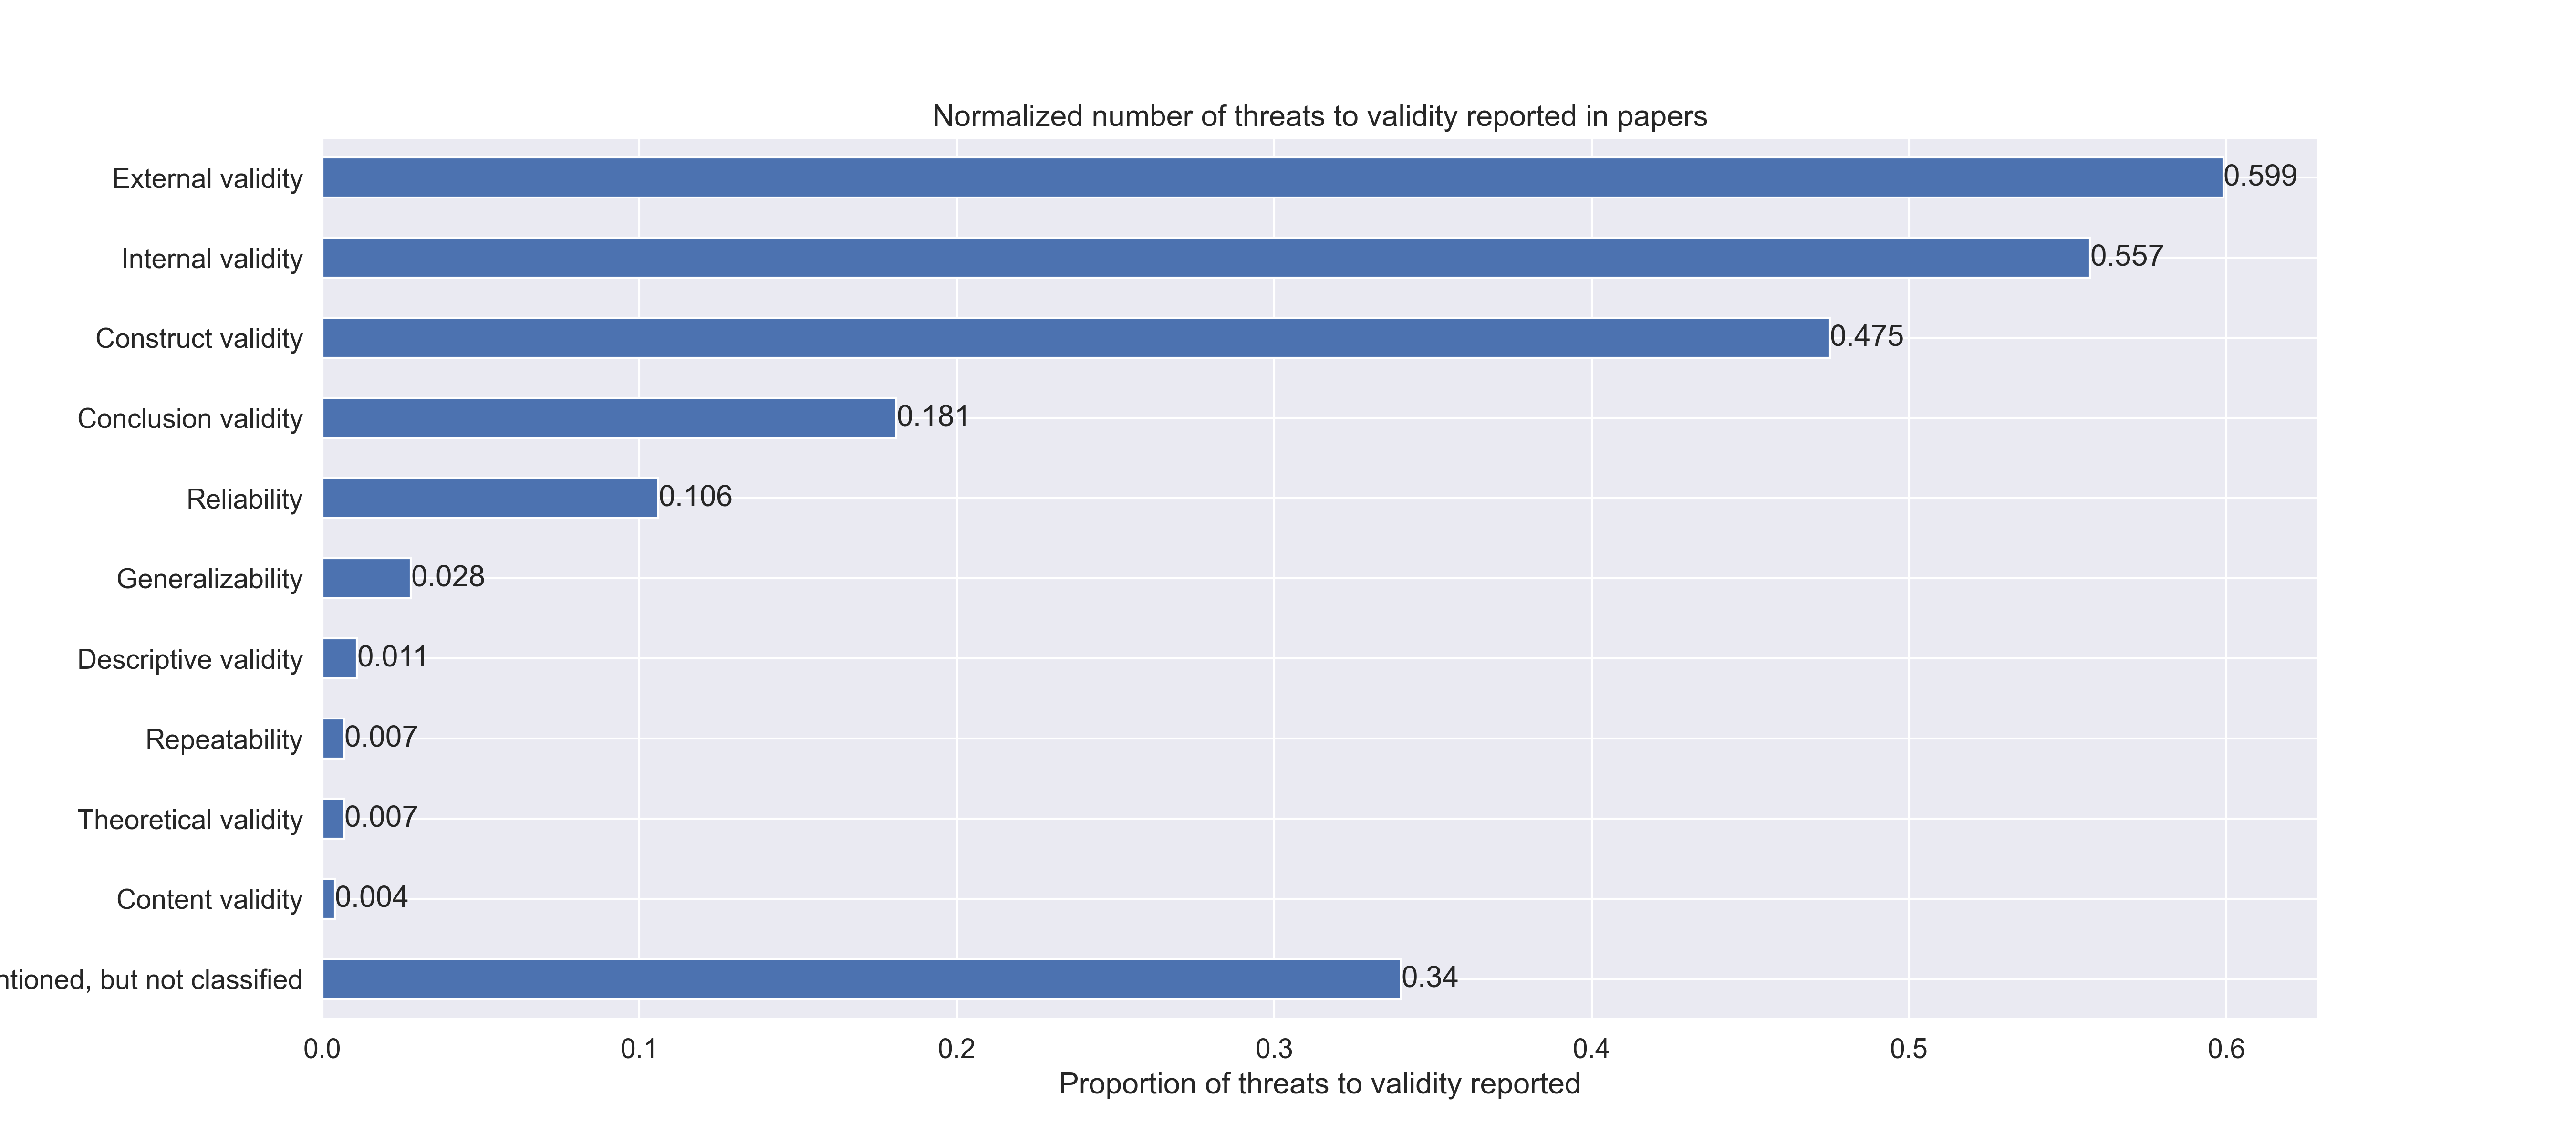 Normalized number of threats to validity reported in papers
External validity 0.599
Internal validity 0.557
Construct validity 0.475
Conclusion validity 0.181
Reliability 0.106
Generalizability 0.028
Descriptive validity 0.011
Repeatability 0.007
Theoretical validity 0.007
Content validity 0.004
but not classified 0.34
0.0 0.1 0.2 0.3 0.4 0.5 0.6
Proportion of threats to validity reported